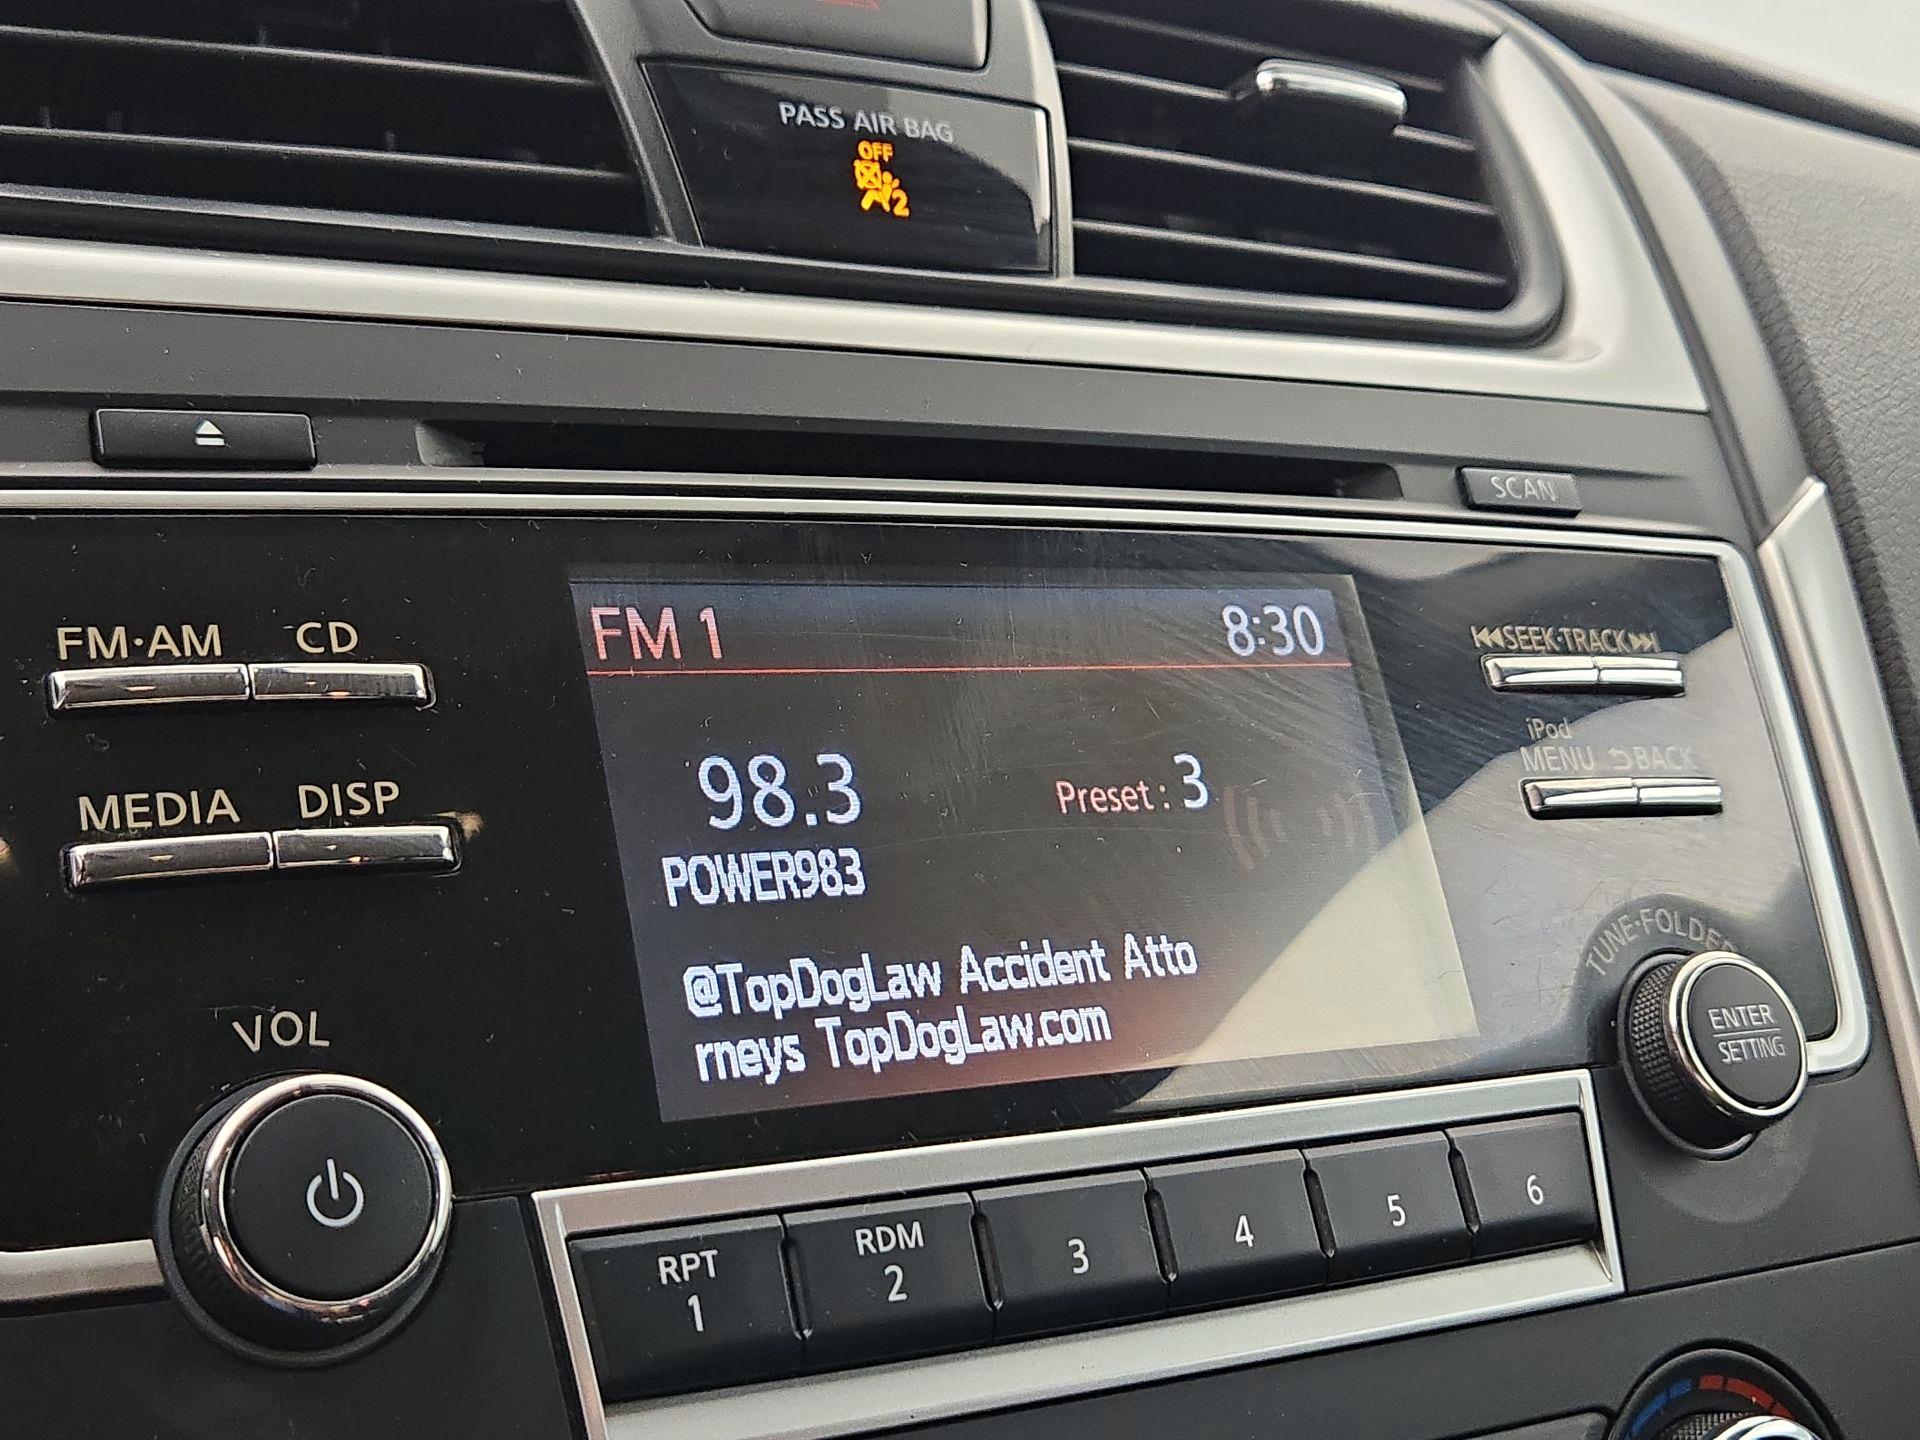 PASS AIR BAG
OFF
2
SCAN
FM·AM CD
FM 1 8:30
SEEK·TRACK
iPod
MENU BACK
98.3 Preset: 3
MEDIA DISP
POWER983
@TopDogLaw Accident Atto
rneys TopDogLaw.com
TUNE·FOLDER
ENTER
SETTING
VOL
RPT
1
RDM
2
3
4
5
6